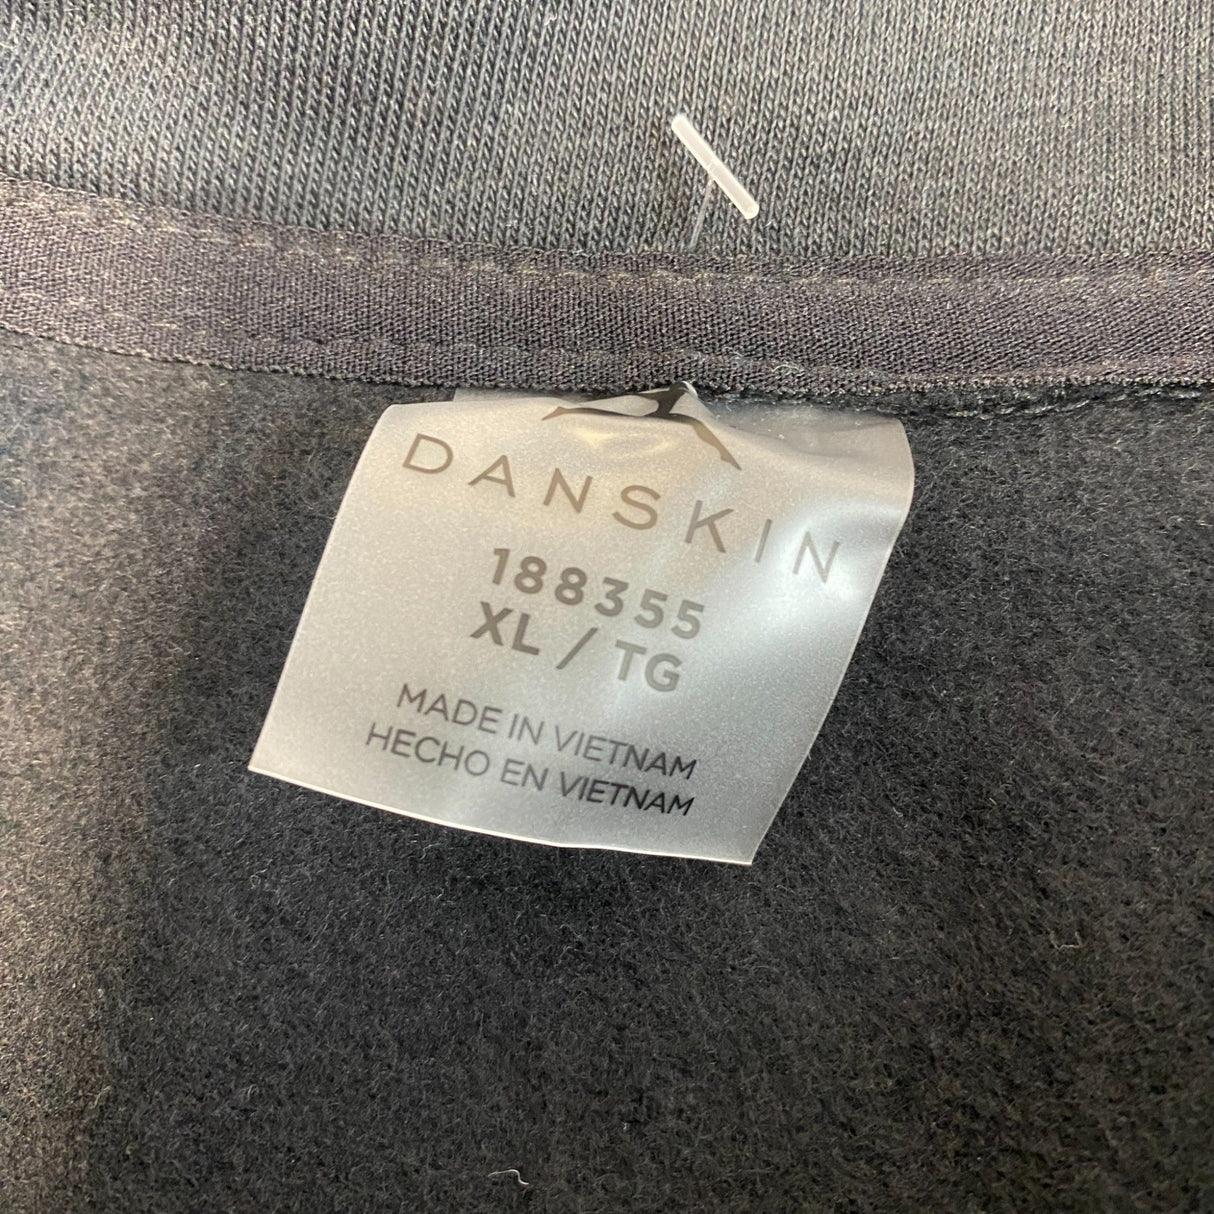 DANSKIN
188355
XL / TG
MADE IN VIETNAM
HECHO EN VIETNAM